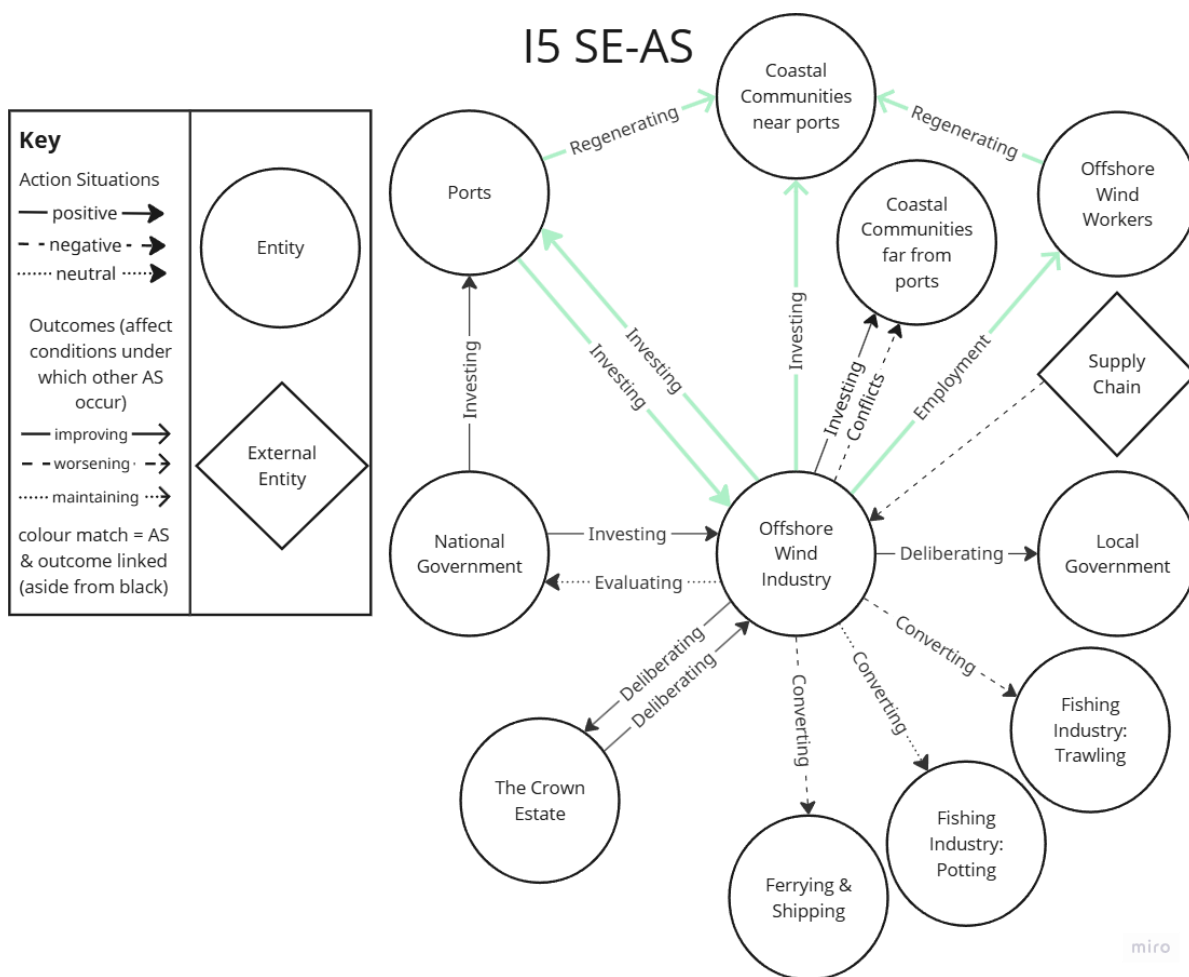 I5 SE-AS
Key
Action Situations
positive
negative
neutral
Outcomes (affect
conditions under
which other AS
occur)
improving
worsening
maintaining
colour match = AS
& outcome linked
(aside from black)
Entity
External
Entity
Ports
Regenerating
Coastal
Communities
near ports
Regenerating
Offshore
Wind
Workers
Coastal
Communities
far from
ports
Investing
Investing
Investing
Investing
Investing
Conflicts
Employment
Supply
Chain
National
Government
Investing
Evaluating
Offshore
Wind
Industry
Deliberating
Local
Government
Deliberating
Deliberating
Converting
Converting
Converting
The Crown
Estate
Ferrying &
Shipping
Fishing
Industry:
Potting
Fishing
Industry:
Trawling
miro